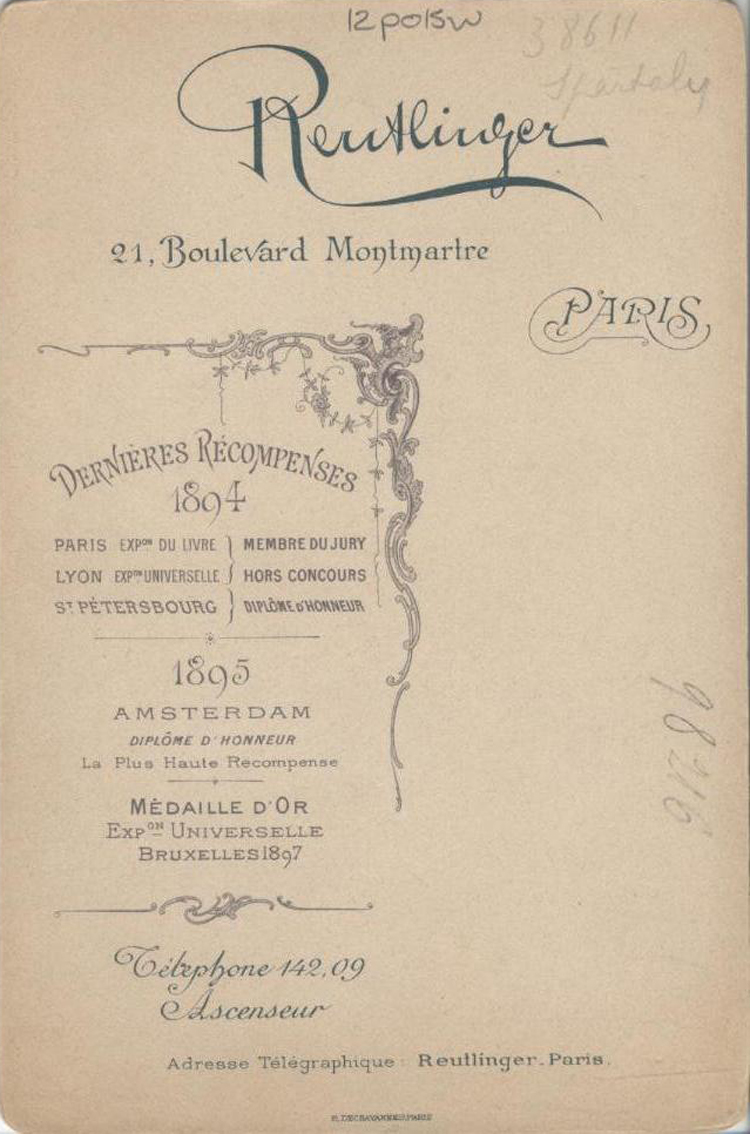 12po15w
38611
Reutlinger
21, Boulevard Montmartre
PARIS
DERNIÈRES RÉCOMPENSES
1894
PARIS EXPON DU LIVRE } MEMBRE DU JURY
LYON EXPON UNIVERSELLE } HORS CONCOURS
ST PÉTERSBOURG } DIPLÔME D'HONNEUR
1895
AMSTERDAM
DIPLÔME D'HONNEUR
La Plus Haute Récompense
MÉDAILLE D'OR
EXPON UNIVERSELLE
BRUXELLES 1897
98216
Téléphone 142.09
Ascenseur
Adresse Télégraphique : Reutlinger-Paris.